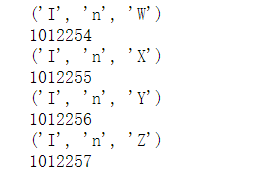 ('I', 'n', 'W')
1012254
('I', 'n', 'X')
1012255
('I', 'n', 'Y')
1012256
('I', 'n', 'Z')
1012257